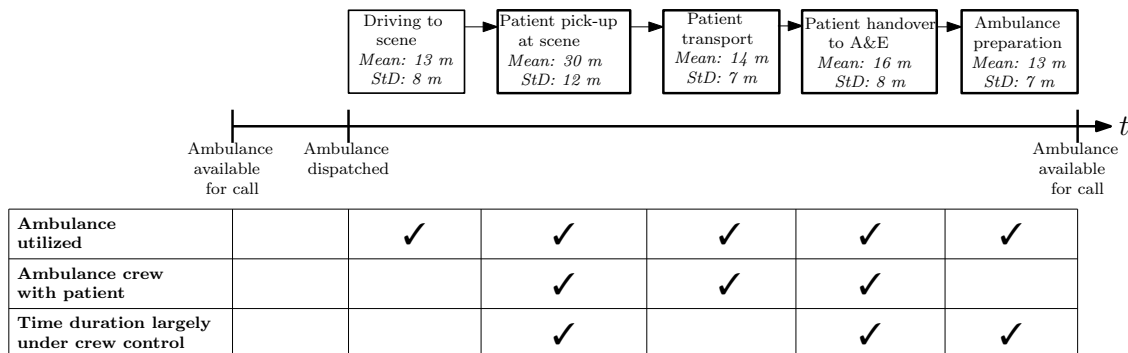 Driving to
scene
Mean: 13 m
StD: 8 m
Patient pick-up
at scene
Mean: 30 m
StD: 12 m
Patient
transport
Mean: 14 m
StD: 7 m
Patient handover
to A&E
Mean: 16 m
StD: 8 m
Ambulance
preparation
Mean: 13 m
StD: 7 m
t
Ambulance
available
for call
Ambulance
dispatched
Ambulance
available
for call
Ambulance
utilized
✓ ✓ ✓ ✓ ✓
Ambulance crew
with patient
✓ ✓ ✓
Time duration largely
under crew control
✓ ✓ ✓